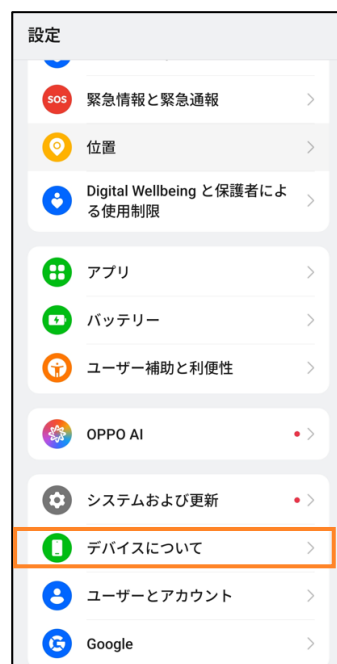 設定
SOS
緊急情報と緊急通報
位置
Digital Wellbeing と保護者によ
る使用制限
アプリ
バッテリー
ユーザー補助と利便性
OPPO AI
システムおよび更新
デバイスについて
ユーザーとアカウント
Google